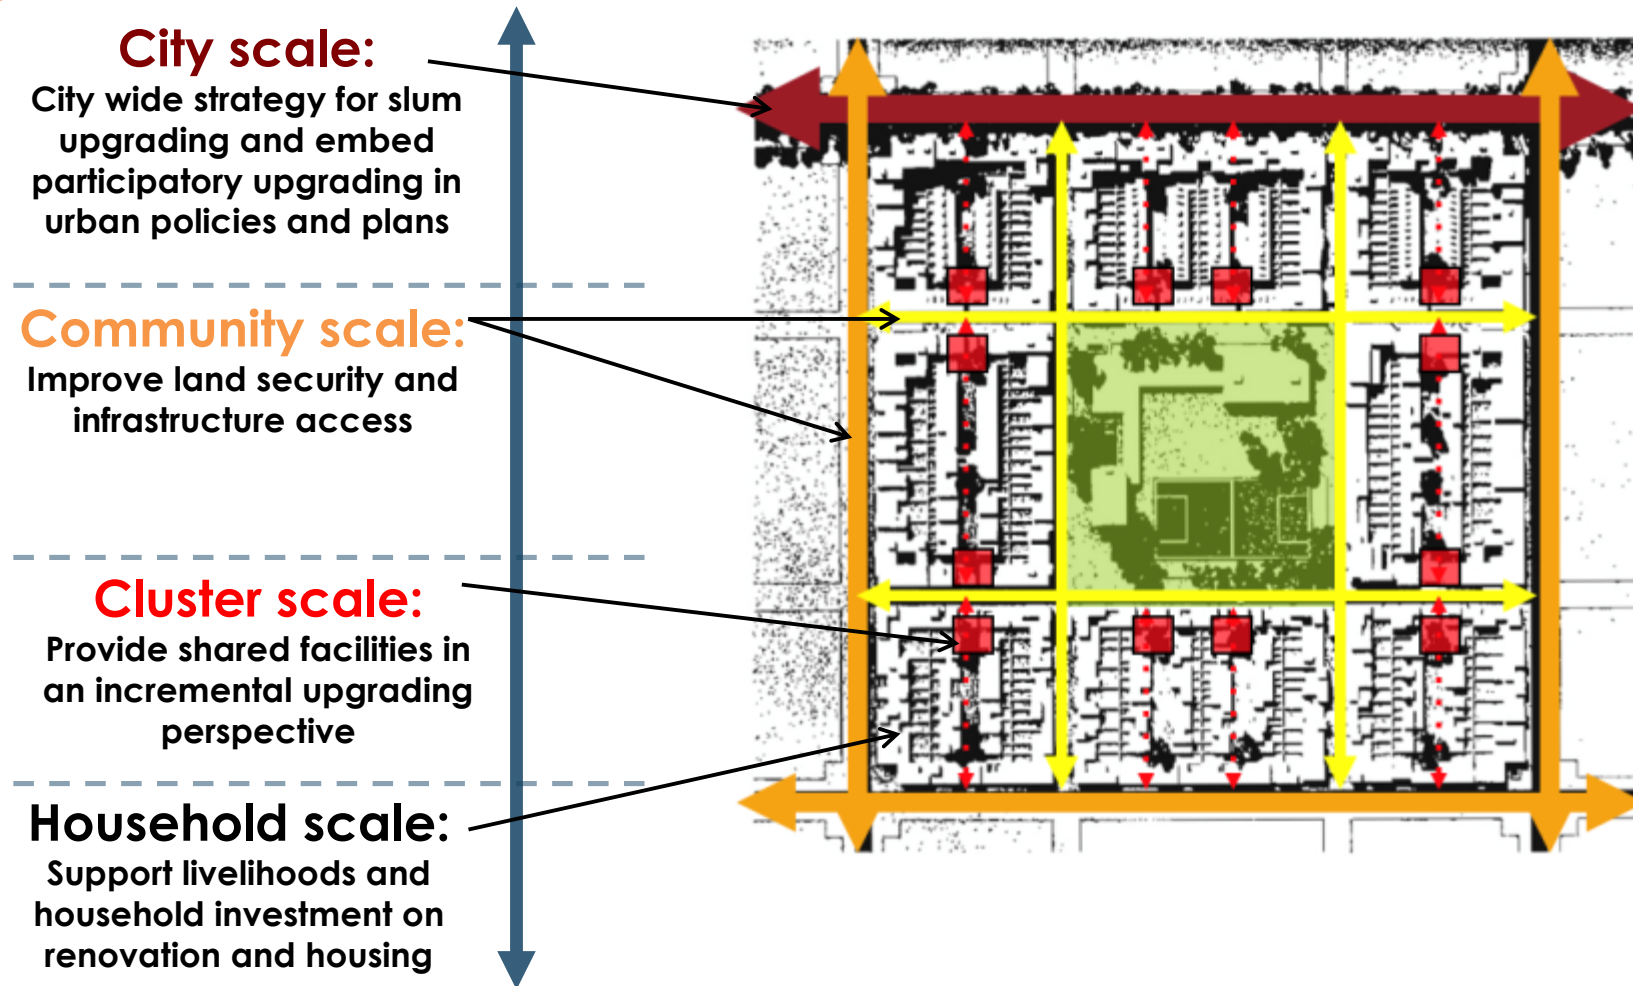 City scale:
City wide strategy for slum
upgrading and embed
participatory upgrading in
urban policies and plans
Community scale:
Improve land security and
infrastructure access
Cluster scale:
Provide shared facilities in
an incremental upgrading
perspective
Household scale:
Support livelihoods and
household investment on
renovation and housing